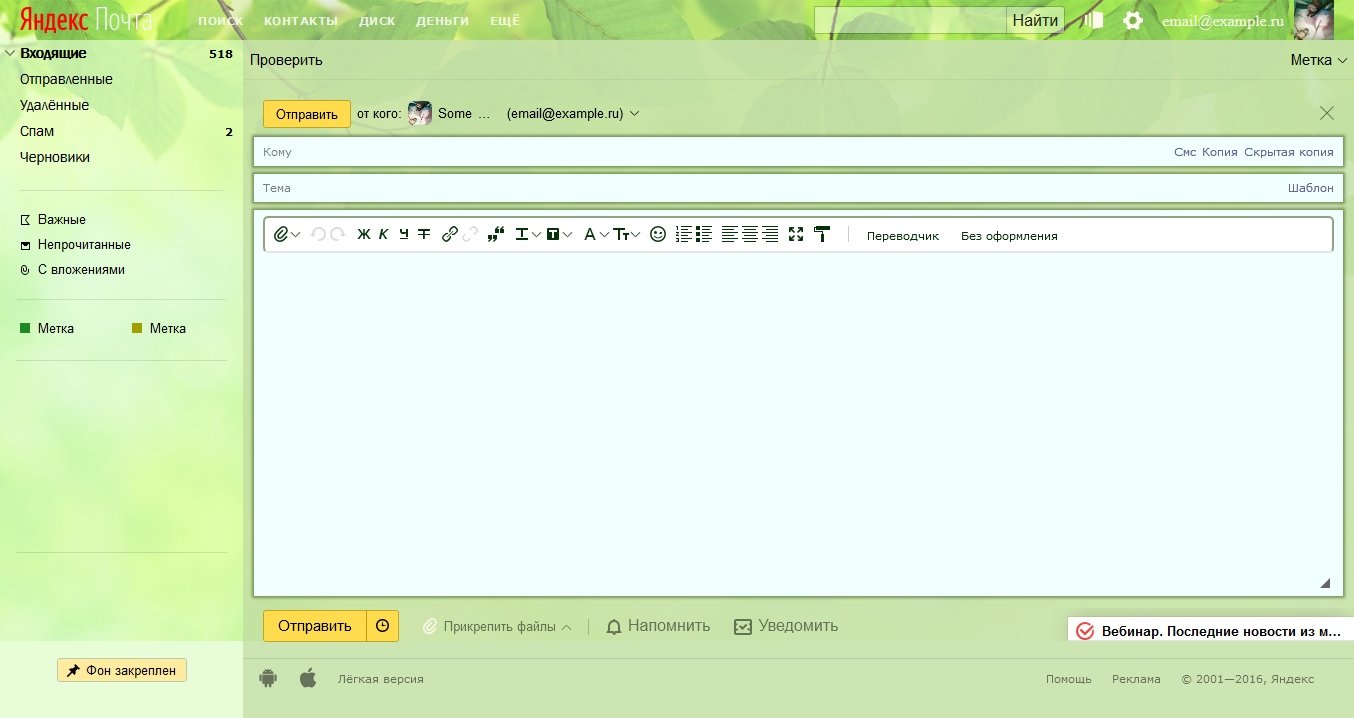 Яндекс Почта ПОИСК КОНТАКТЫ ДИСК ДЕНЬГИ ЕЩЁ Найти email@example.ru
Входящие 518
Отправленные
Удалённые
Спам 2
Черновики
Важные
Непрочитанные
С вложениями
Метка Метка
Фон закреплен
Проверить Метка
Отправить от кого: Some ... (email@example.ru)
Кому Смс Копия Скрытая копия
Тема Шаблон
Ж К Ч Т Т Т А Тт Переводчик Без оформления
Отправить Прикрепить файлы Напомнить Уведомить
Вебинар. Последние новости из м...
Лёгкая версия Помощь Реклама © 2001—2016, Яндекс